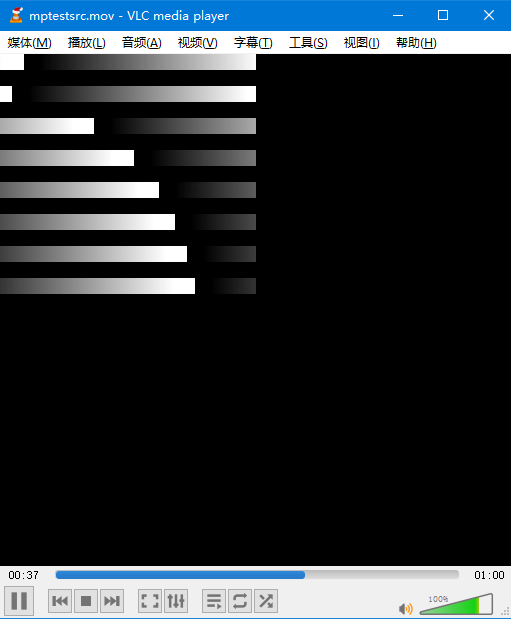 mptestsrc.mov - VLC media player
媒体(M) 播放(L) 音频(A) 视频(V) 字幕(T) 工具(S) 视图(I) 帮助(H)
00:37 01:00
100%